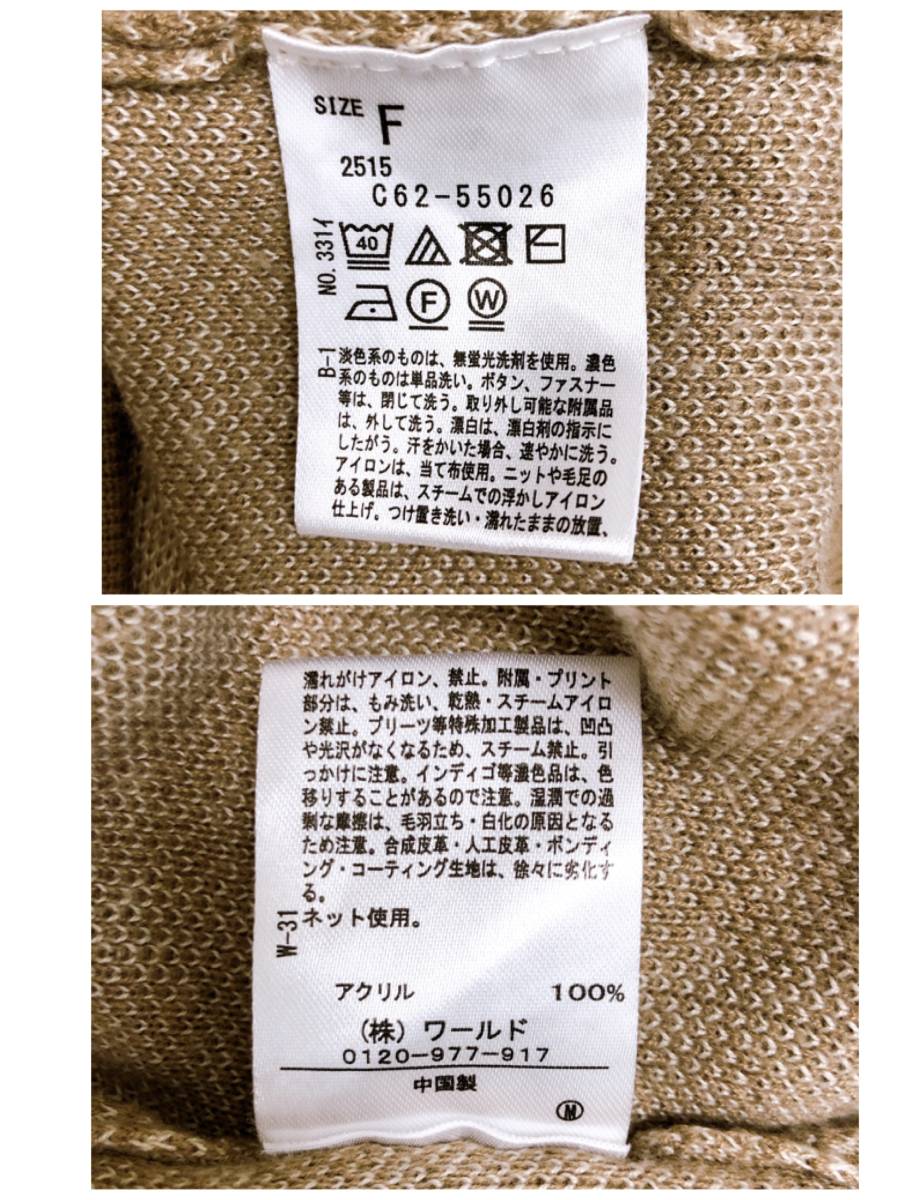 SIZE F
2515
C62-55026
NO. 331イ
40
F W
B-1
淡色系のものは、無蛍光洗剤を使用。濃色
系のものは単品洗い。ボタン、ファスナー
等は、閉じて洗う。取り外し可能な附属品
は、外して洗う。漂白は、漂白剤の指示に
したがう。汗をかいた場合、速やかに洗う。
アイロンは、当て布使用。ニットや毛足の
ある製品は、スチームでの浮かしアイロン
仕上げ。つけ置き洗い・濡れたままの放置、
濡れがけアイロン、禁止。附属・プリント
部分は、もみ洗い、乾熱・スチームアイロ
ン禁止。プリーツ等特殊加工製品は、凹凸
や光沢がなくなるため、スチーム禁止。引
っかけに注意。インディゴ等濃色品は、色
移りすることがあるので注意。湿潤での過
剰な摩擦は、毛羽立ち・白化の原因となる
ため注意。合成皮革・人工皮革・ボンディ
ング・コーティング生地は、徐々に劣化す
る。
W-31
ネット使用。
アクリル 100%
（株）ワールド
0120-977-917
中国製
M